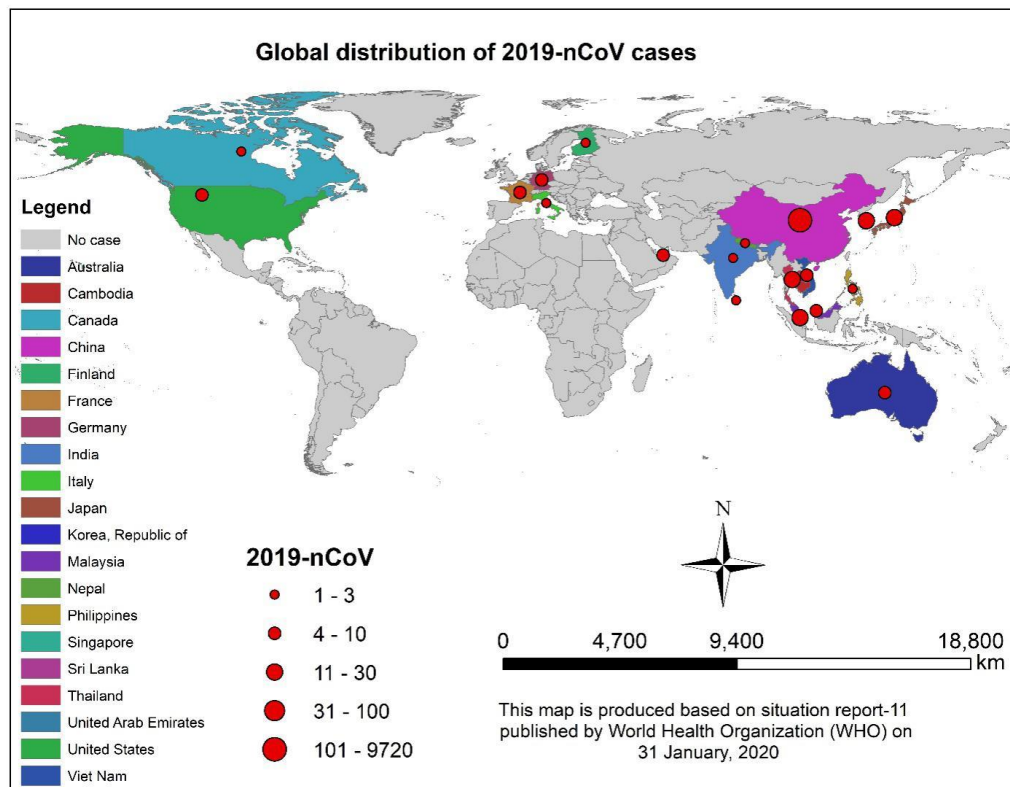 Global distribution of 2019-nCoV cases
Legend
No case
Australia
Cambodia
Canada
China
Finland
France
Germany
India
Italy
Japan
Korea, Republic of
Malaysia
Nepal
Philippines
Singapore
Sri Lanka
Thailand
United Arab Emirates
United States
Viet Nam
2019-nCoV
1 - 3
4 - 10
11 - 30
31 - 100
101 - 9720
N
0 4,700 9,400 18,800
km
This map is produced based on situation report-11
published by World Health Organization (WHO) on
31 January, 2020